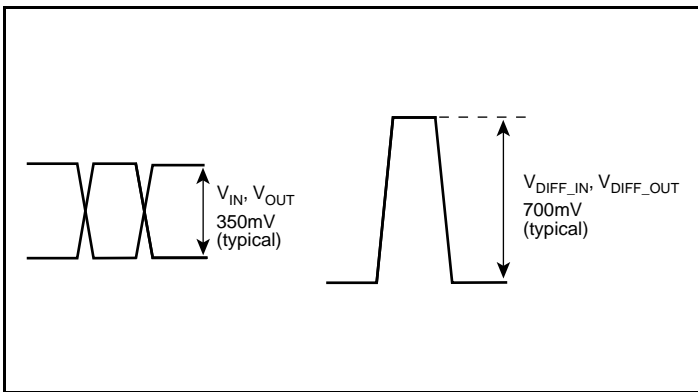 V_IN, V_OUT
350mV
(typical)
V_DIFF_IN, V_DIFF_OUT
700mV
(typical)